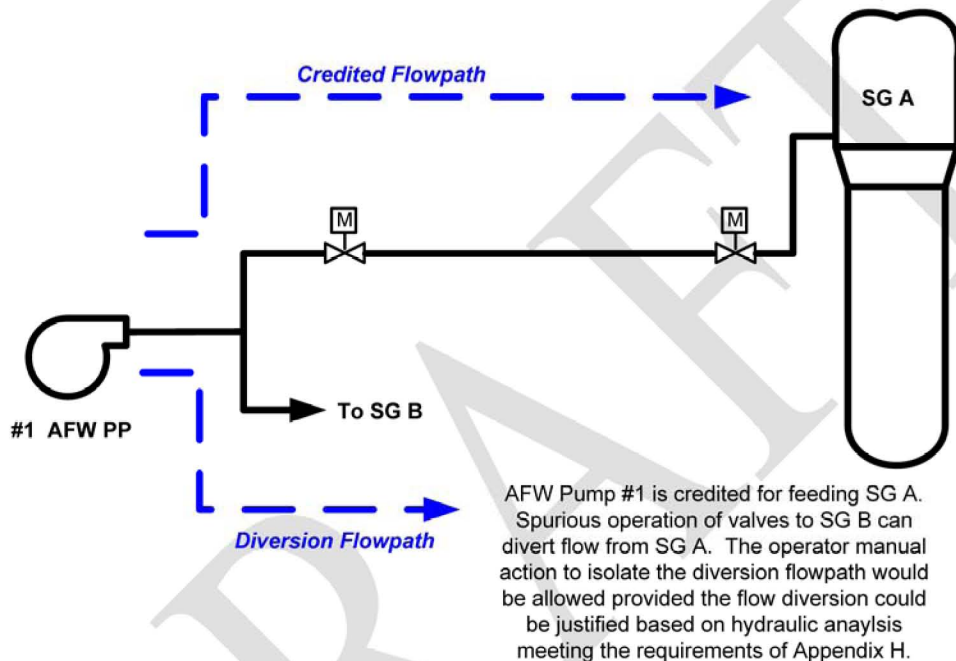 Credited Flowpath
SG A
M
M
#1 AFW PP
To SG B
Diversion Flowpath
AFW Pump #1 is credited for feeding SG A.
Spurious operation of valves to SG B can
divert flow from SG A. The operator manual
action to isolate the diversion flowpath would
be allowed provided the flow diversion could
be justified based on hydraulic anaylsis
meeting the requirements of Appendix H.
DRAFT